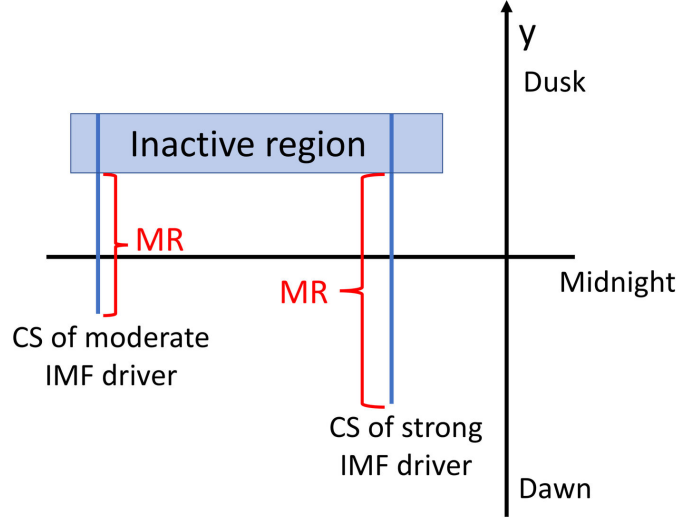 y
Dusk
Inactive region
MR
Midnight
MR
CS of moderate
IMF driver
CS of strong
IMF driver
Dawn